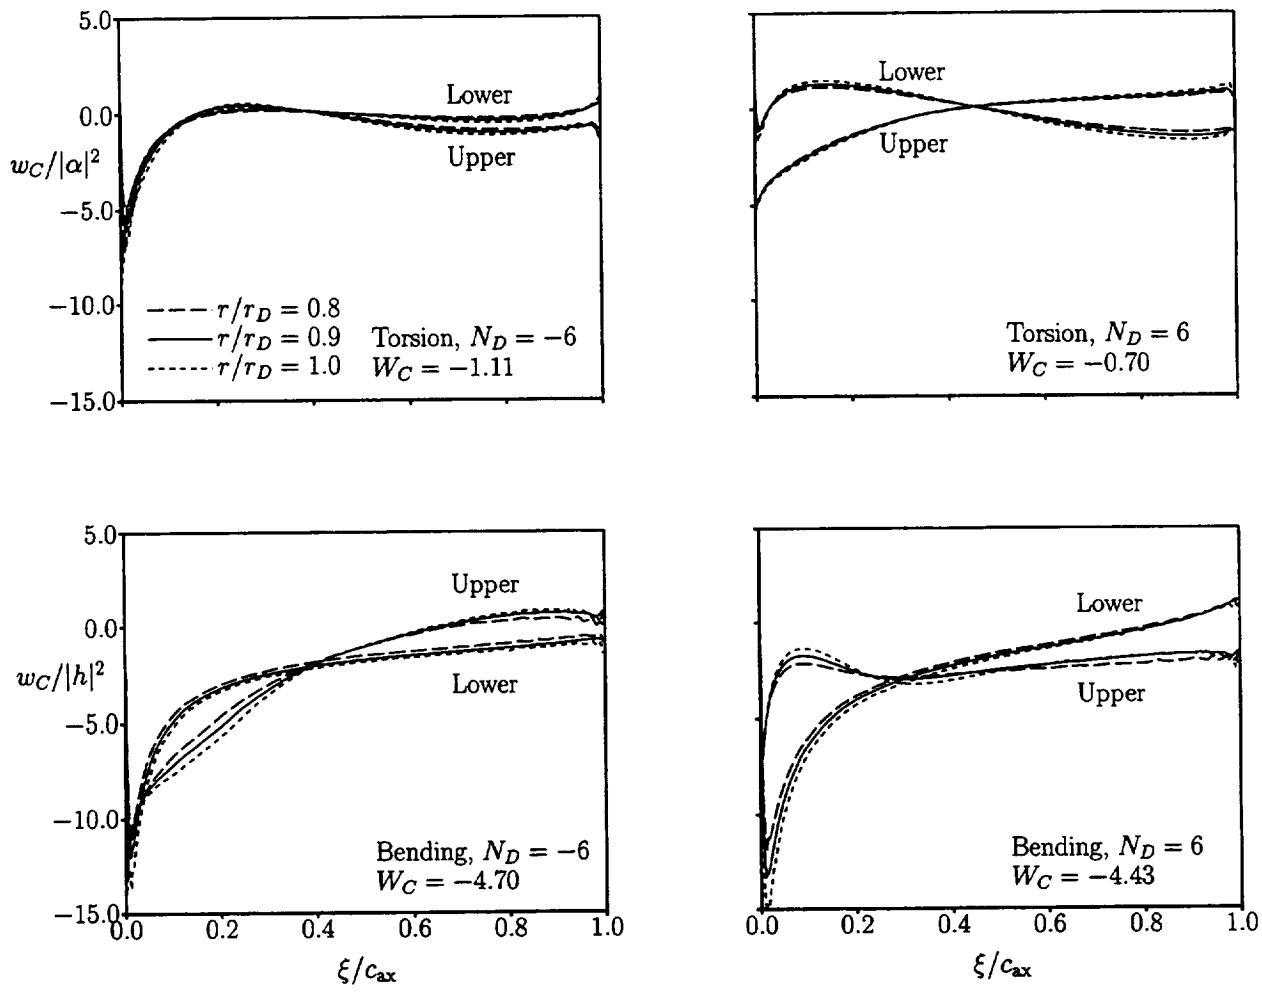 5.0
0.0
−5.0
−10.0
−15.0
w_C/|α|²
Lower
Upper
r/r_D = 0.8
r/r_D = 0.9
r/r_D = 1.0
Torsion, N_D = −6
W_C = −1.11
Lower
Upper
Torsion, N_D = 6
W_C = −0.70
5.0
0.0
−5.0
−10.0
−15.0
w_C/|h|²
Upper
Lower
Bending, N_D = −6
W_C = −4.70
0.0 0.2 0.4 0.6 0.8 1.0
ξ/c_ax
Lower
Upper
Bending, N_D = 6
W_C = −4.43
0.0 0.2 0.4 0.6 0.8 1.0
ξ/c_ax